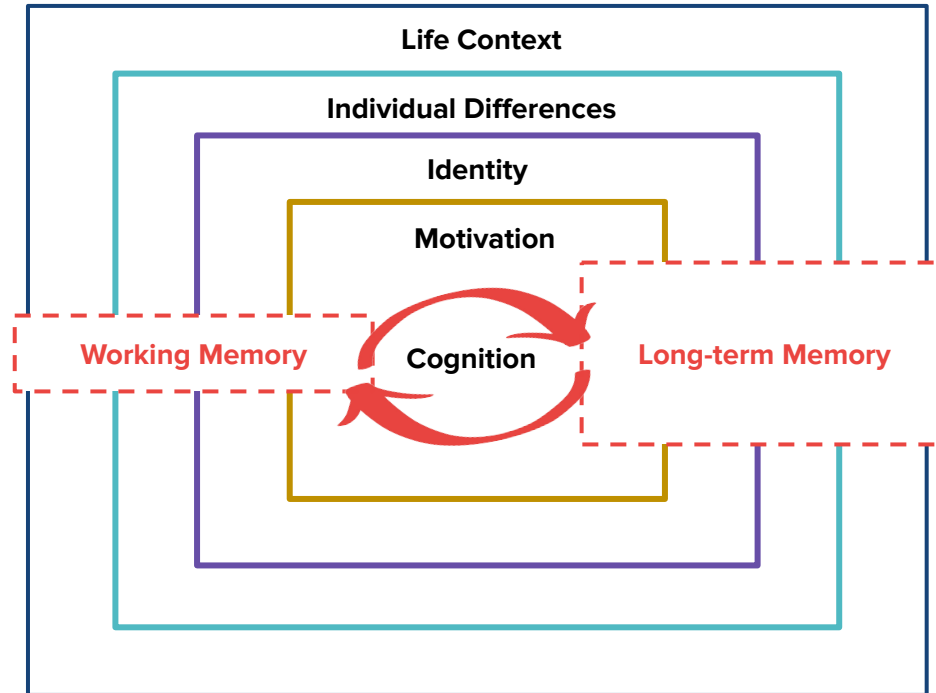 Life Context
Individual Differences
Identity
Motivation
Working Memory
Cognition
Long-term Memory